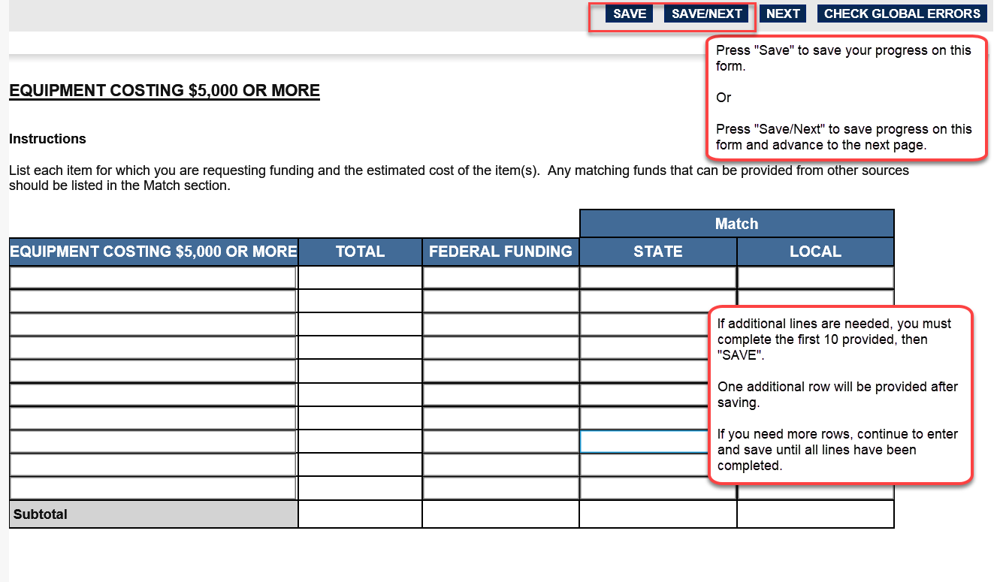 SAVE SAVE/NEXT NEXT CHECK GLOBAL ERRORS
Press "Save" to save your progress on this
form.
Or
Press "Save/Next" to save progress on this
form and advance to the next page.
EQUIPMENT COSTING $5,000 OR MORE
Instructions
List each item for which you are requesting funding and the estimated cost of the item(s).  Any matching funds that can be provided from other sources
should be listed in the Match section.
Match
EQUIPMENT COSTING $5,000 OR MORE TOTAL FEDERAL FUNDING STATE LOCAL
If additional lines are needed, you must
complete the first 10 provided, then
"SAVE".
One additional row will be provided after
saving.
If you need more rows, continue to enter
and save until all lines have been
completed.
Subtotal